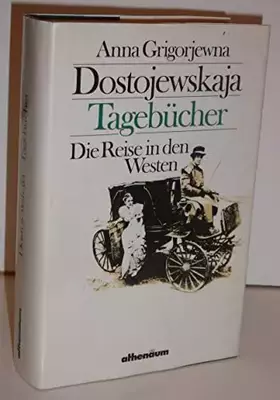 Anna Grigorjewna
Dostojewskaja
Tagebücher
Die Reise in den
Westen
athenäum